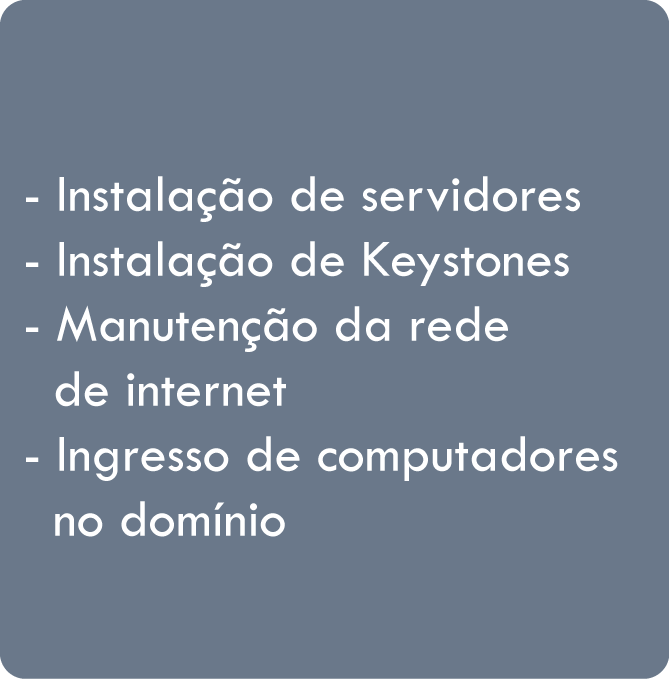 - Instalação de servidores
- Instalação de Keystones
- Manutenção da rede
de internet
- Ingresso de computadores
no domínio